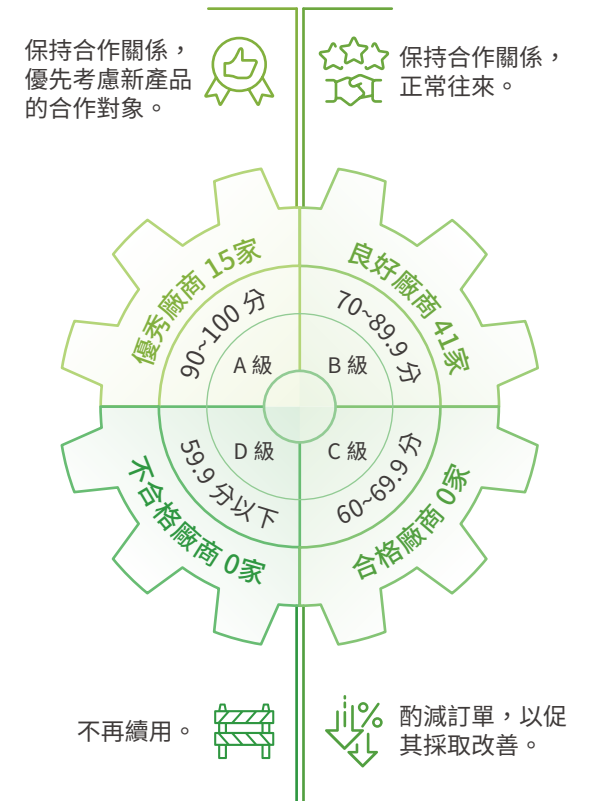 保持合作關係，
優先考慮新產品
的合作對象。
保持合作關係，
正常往來。
優秀廠商 15家
90~100 分
A 級
良好廠商 41家
70~89.9 分
B 級
不合格廠商 0家
59.9 分以下
D 級
合格廠商 0家
60~69.9 分
C 級
不再續用。
%
酌減訂單，以促
其採取改善。